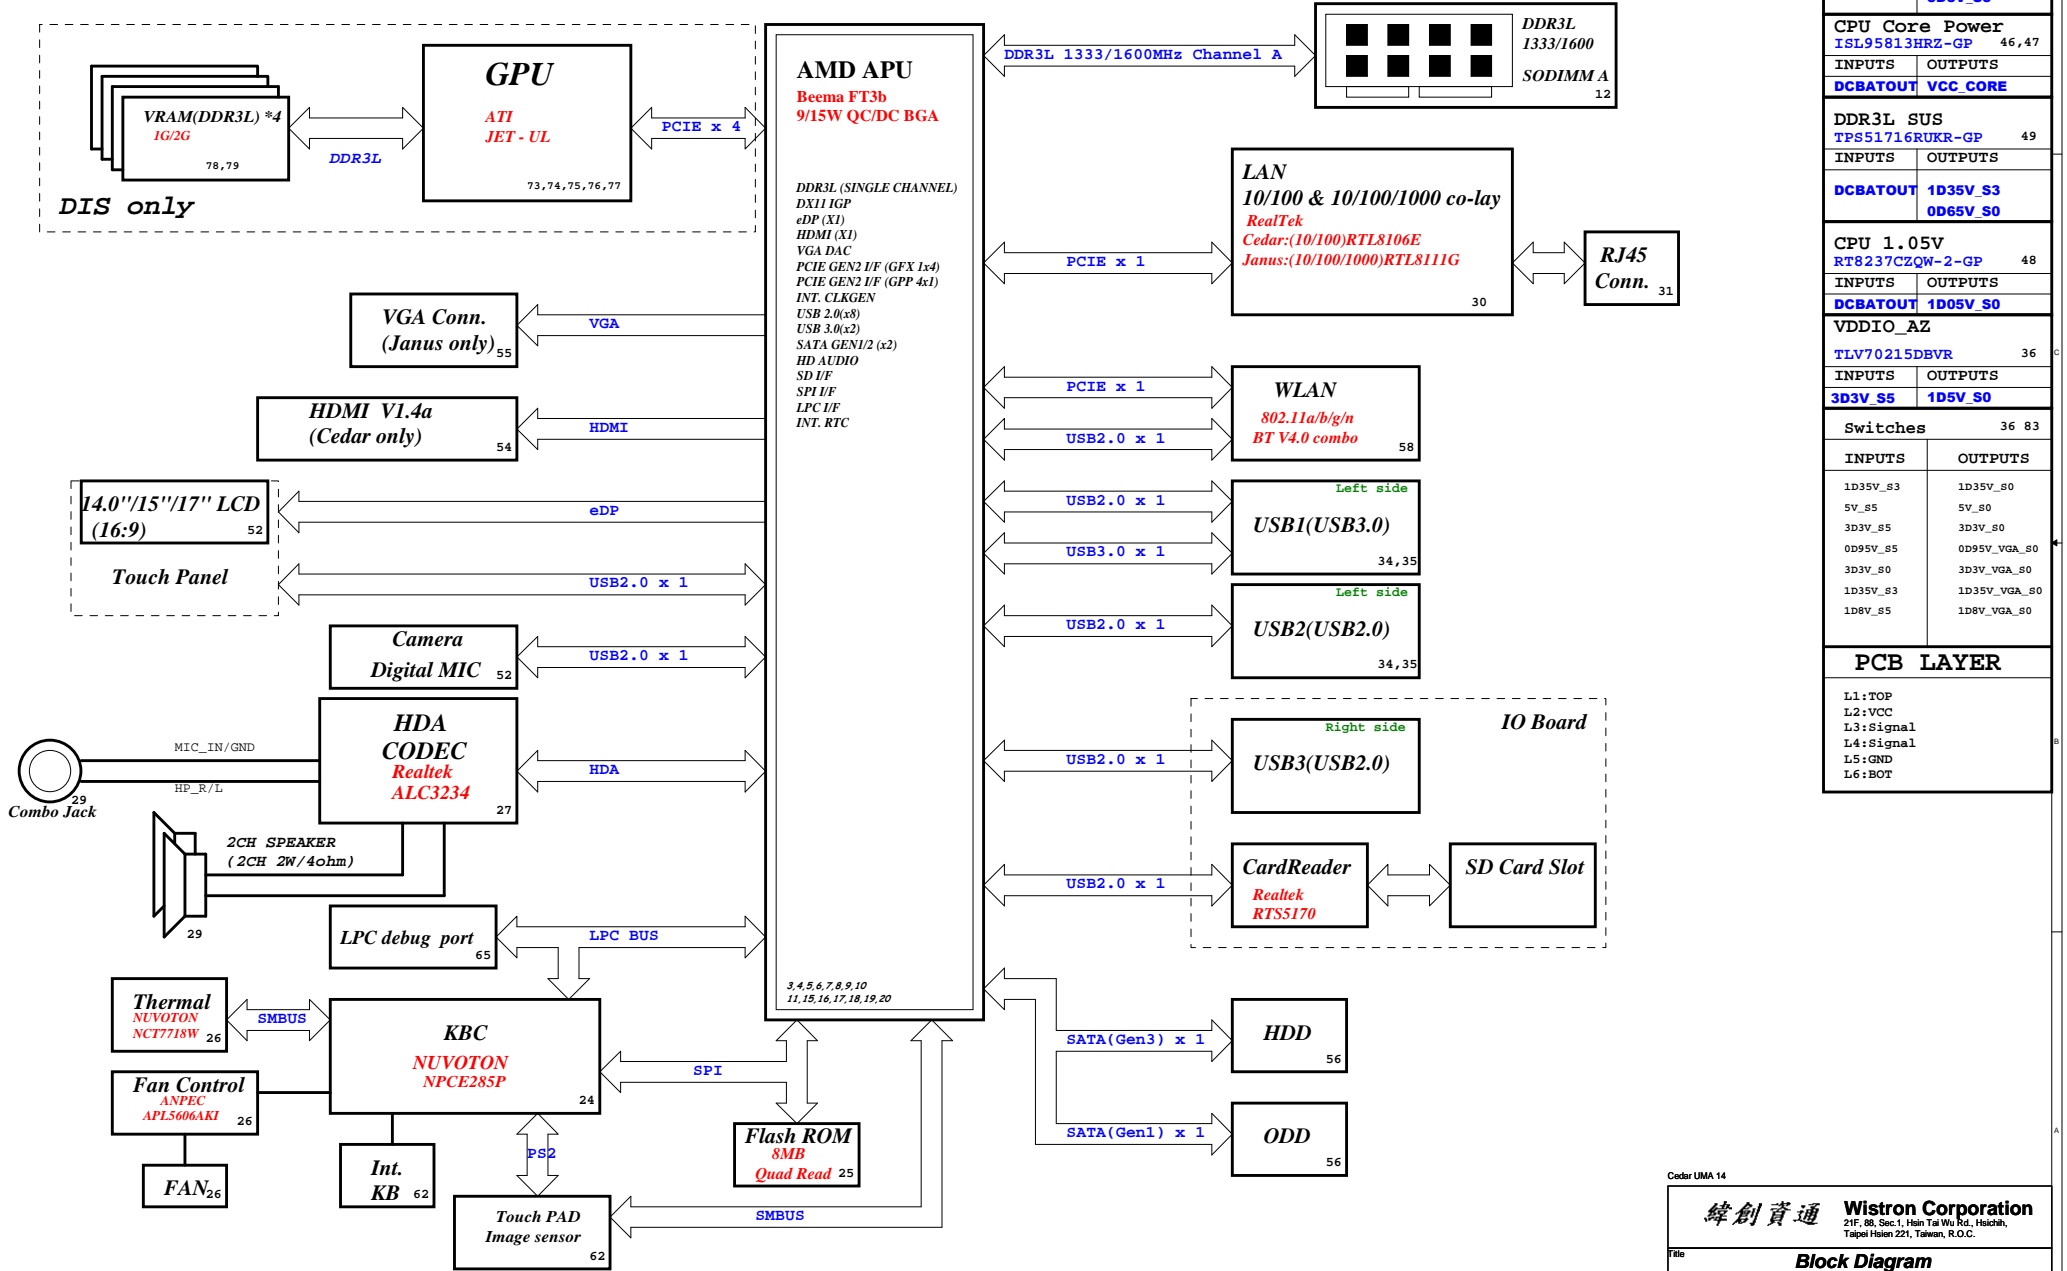 VRAM(DDR3L) *4
1G/2G
78,79
DDR3L
GPU
ATI
JET - UL
73,74,75,76,77
PCIE x 4
DIS only
AMD APU
Beema FT3b
9/15W QC/DC BGA
DDR3L (SINGLE CHANNEL)
DX11 IGP
eDP (X1)
HDMI (X1)
VGA DAC
PCIE GEN2 I/F (GFX 1x4)
PCIE GEN2 I/F (GPP 4x1)
INT. CLKGEN
USB 2.0(x8)
USB 3.0(x2)
SATA GEN1/2 (x2)
HD AUDIO
SD I/F
SPI I/F
LPC I/F
INT. RTC
3,4,5,6,7,8,9,10
11,15,16,17,18,19,20
VGA Conn.
(Janus only)
55
VGA
HDMI V1.4a
(Cedar only)
54
HDMI
14.0"/15"/17" LCD
(16:9)
52
eDP
Touch Panel
USB2.0 x 1
Camera
Digital MIC
52
USB2.0 x 1
HDA
CODEC
Realtek
ALC3234
27
HDA
MIC_IN/GND
HP_R/L
29
Combo Jack
2CH SPEAKER
(2CH 2W/4ohm)
29
LPC debug port
65
LPC BUS
Thermal
NUVOTON
NCT7718W
26
SMBUS
KBC
NUVOTON
NPCE285P
24
SPI
Fan Control
ANPEC
APL5606AKI
26
FAN
26
Int.
KB
62
PS2
Touch PAD
Image sensor
62
SMBUS
Flash ROM
8MB
Quad Read
25
DDR3L 1333/1600MHz Channel A
DDR3L
1333/1600
SODIMM A
12
LAN
10/100 & 10/100/1000 co-lay
RealTek
Cedar:(10/100)RTL8106E
Janus:(10/100/1000)RTL8111G
30
PCIE x 1
RJ45
Conn.
31
PCIE x 1
USB2.0 x 1
WLAN
802.11a/b/g/n
BT V4.0 combo
58
USB2.0 x 1
USB3.0 x 1
Left side
USB1(USB3.0)
34,35
USB2.0 x 1
Left side
USB2(USB2.0)
34,35
IO Board
USB2.0 x 1
Right side
USB3(USB2.0)
USB2.0 x 1
CardReader
Realtek
RTS5170
SD Card Slot
SATA(Gen3) x 1
HDD
56
SATA(Gen1) x 1
ODD
56
CPU Core Power
ISL95813HRZ-GP 46,47
INPUTS OUTPUTS
DCBATOUT VCC_CORE
DDR3L SUS
TPS51716RUKR-GP 49
INPUTS OUTPUTS
DCBATOUT 1D35V_S3
0D65V_S0
CPU 1.05V
RT8237CZQW-2-GP 48
INPUTS OUTPUTS
DCBATOUT 1D05V_S0
VDDIO_AZ
TLV70215DBVR 36
INPUTS OUTPUTS
3D3V_S5 1D5V_S0
Switches 36 83
INPUTS OUTPUTS
1D35V_S3 1D35V_S0
5V_S5 5V_S0
3D3V_S5 3D3V_S0
0D95V_S5 0D95V_VGA_S0
3D3V_S0 3D3V_VGA_S0
1D35V_S3 1D35V_VGA_S0
1D8V_S5 1D8V_VGA_S0
PCB LAYER
L1:TOP
L2:VCC
L3:Signal
L4:Signal
L5:GND
L6:BOT
C
B
A
Cedar UMA 14
緯創資通
Wistron Corporation
21F, 88, Sec.1, Hsin Tai Wu Rd., Hsichih,
Taipei Hsien 221, Taiwan, R.O.C.
Title
Block Diagram